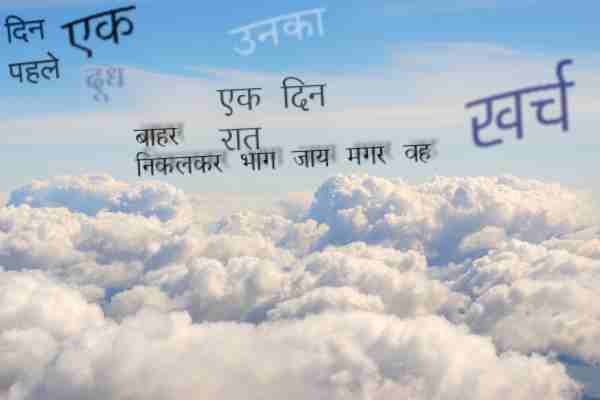 दिन
पहले
एक
दूध
उनका
एक दिन
रात
बाहर
निकलकर भाग जाय मगर वह
खर्च